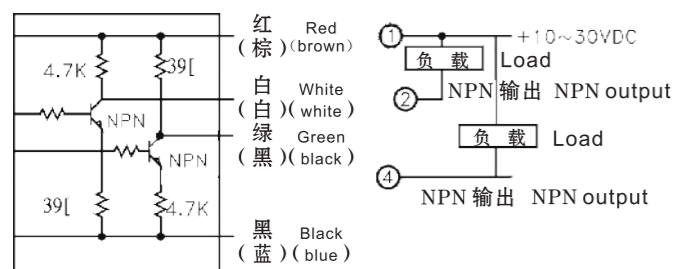 红 Red
(棕)(brown)
4.7K
39[
白 White
(白)(white)
NPN
绿 Green
(黑)(black)
NPN
39[
4.7K
黑 Black
(蓝)(blue)
1
+10~30VDC
负 载 Load
2
NPN 输出 NPN output
负 载 Load
4
NPN 输出 NPN output